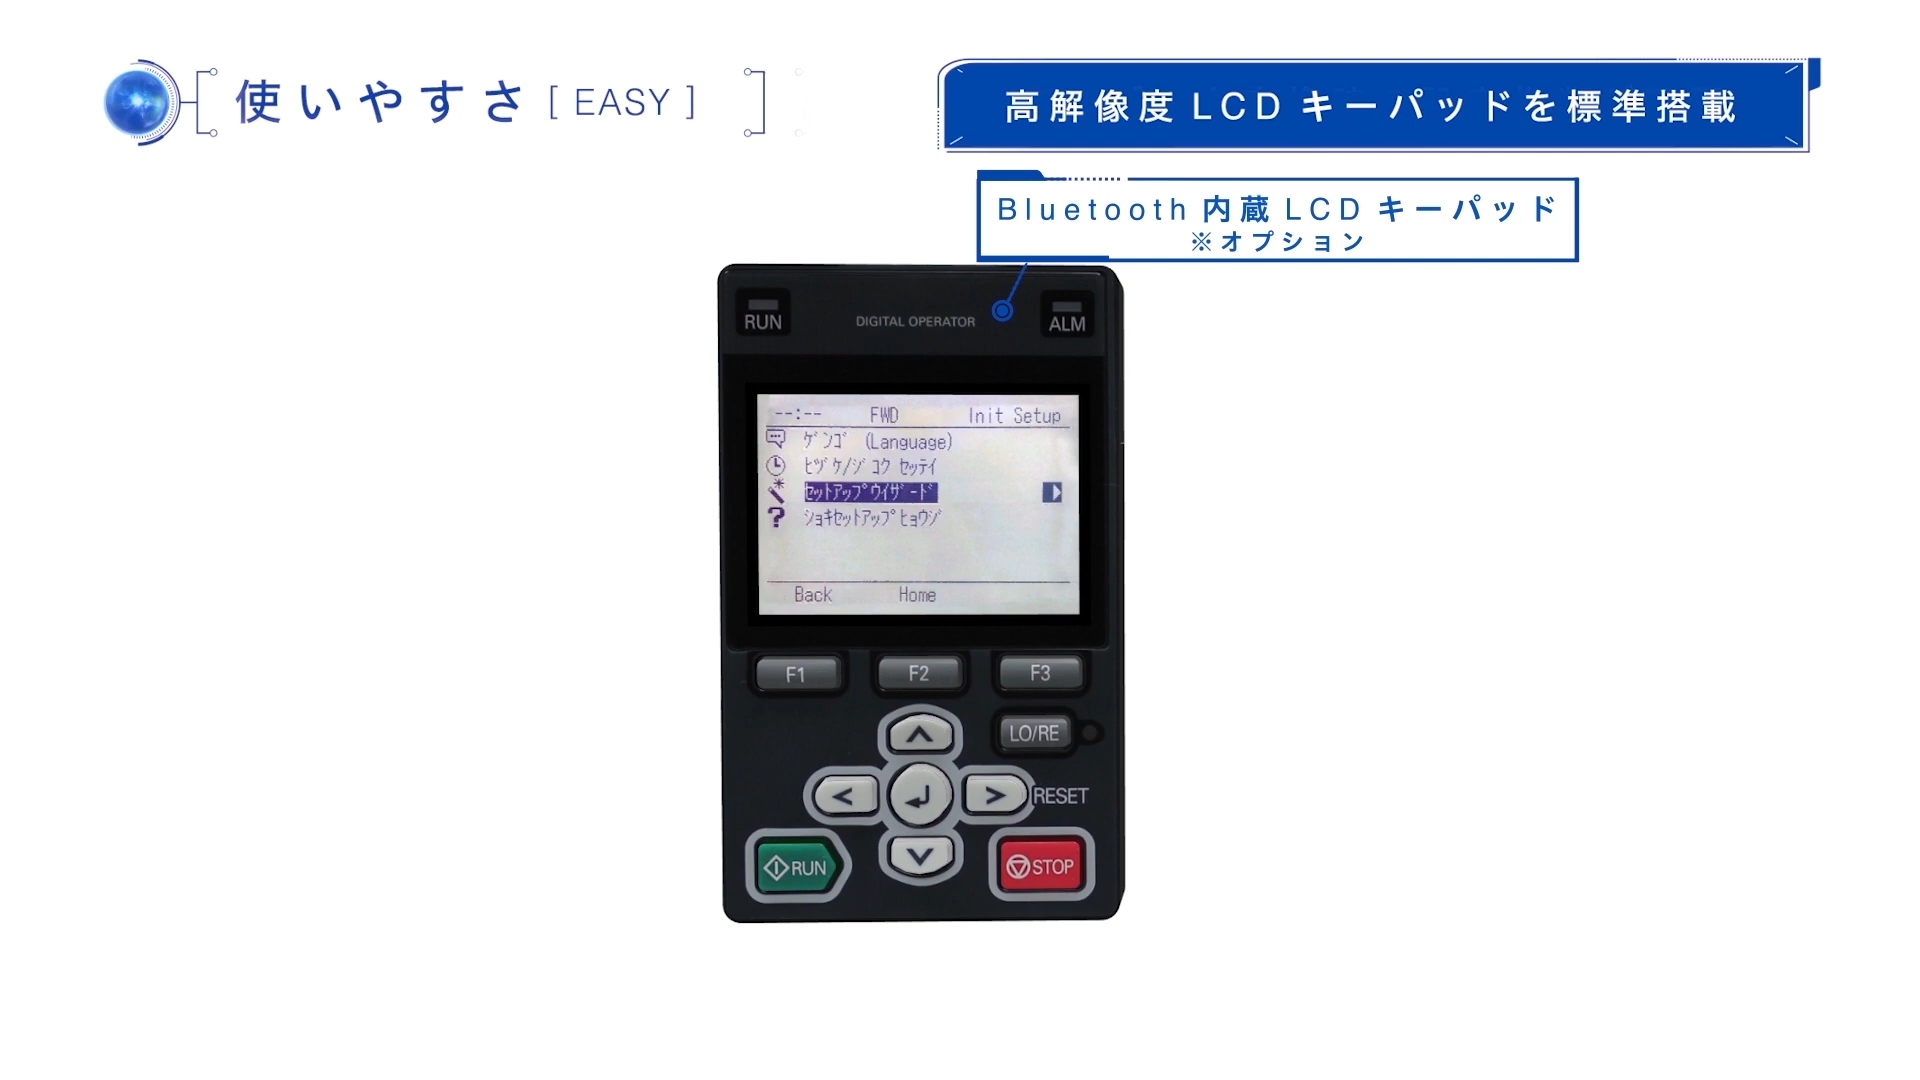 使いやすさ [ EASY ]
高解像度LCDキーパッドを標準搭載
Bluetooth内蔵LCDキーパッド
※オプション
RUN
DIGITAL OPERATOR
ALM
--:-- FWD Init Setup
ｹﾞﾝｺﾞ (Language)
ﾋﾂﾞｹ/ｼﾞｺｸ ｾｯﾃｲ
ｾｯﾄｱｯﾌﾟｳｲｻﾞｰﾄﾞ
ｼｮｷｾｯﾄｱｯﾌﾟﾋｮｳｼﾞ
Back Home
F1 F2 F3
LO/RE
RESET
RUN
STOP